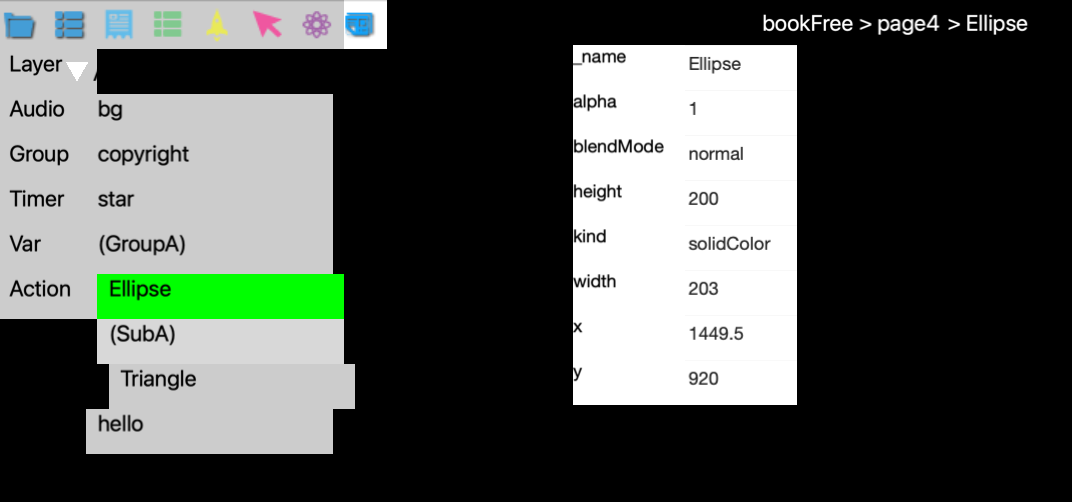 bookFree > page4 > Ellipse
Layer
Audio
Group
Timer
Var
Action
bg
copyright
star
(GroupA)
Ellipse
(SubA)
Triangle
hello
_name Ellipse
alpha 1
blendMode normal
height 200
kind solidColor
width 203
x 1449.5
y 920